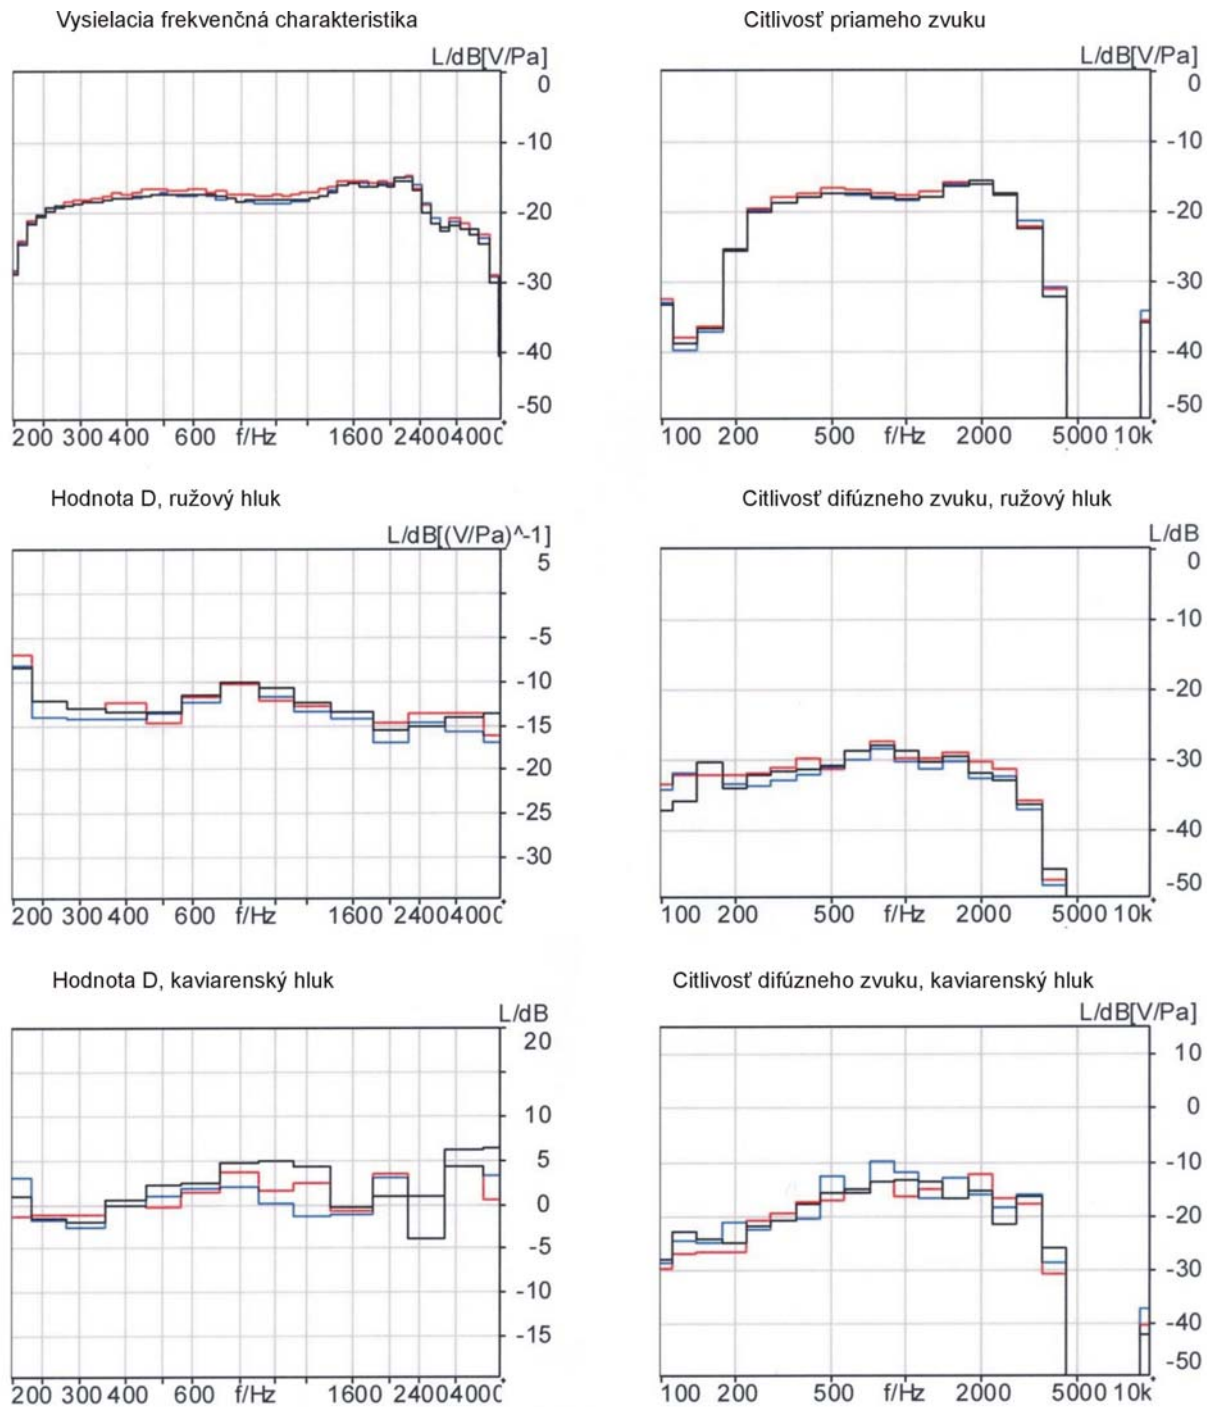 Vysielacia frekvenčná charakteristika
L/dB[V/Pa]
0
-10
-20
-30
-40
-50
200 300 400 600 f/Hz 1600 2400 4000
Citlivosť priameho zvuku
L/dB[V/Pa]
0
-10
-20
-30
-40
-50
100 200 500 f/Hz 2000 5000 10k
Hodnota D, ružový hluk
L/dB[(V/Pa)^-1]
5
-5
-10
-15
-20
-25
-30
200 300 400 600 f/Hz 1600 2400 4000
Citlivosť difúzneho zvuku, ružový hluk
L/dB
0
-10
-20
-30
-40
-50
100 200 500 f/Hz 2000 5000 10k
Hodnota D, kaviarenský hluk
L/dB
20
10
5
0
-5
-10
-15
200 300 400 600 f/Hz 1600 2400 4000
Citlivosť difúzneho zvuku, kaviarenský hluk
L/dB[V/Pa]
10
0
-10
-20
-30
-40
-50
100 200 500 f/Hz 2000 5000 10k